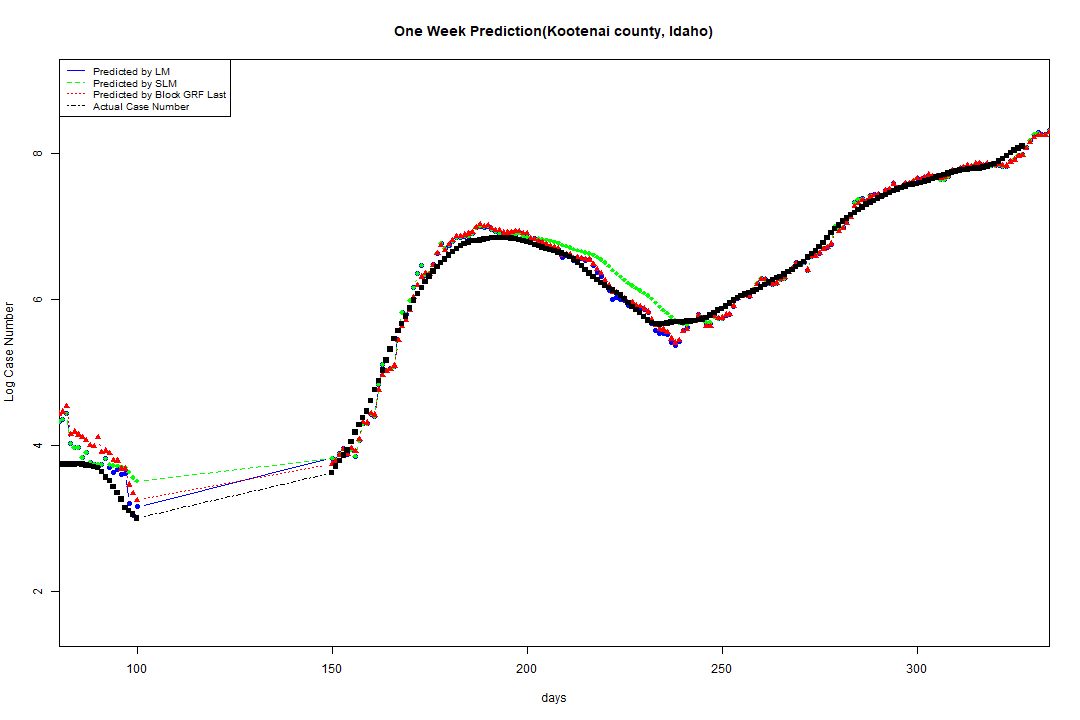 One Week Prediction(Kootenai county, Idaho)
Predicted by LM
Predicted by SLM
Predicted by Block GRF Last
Actual Case Number
8
6
4
2
Log Case Number
100 150 200 250 300
days